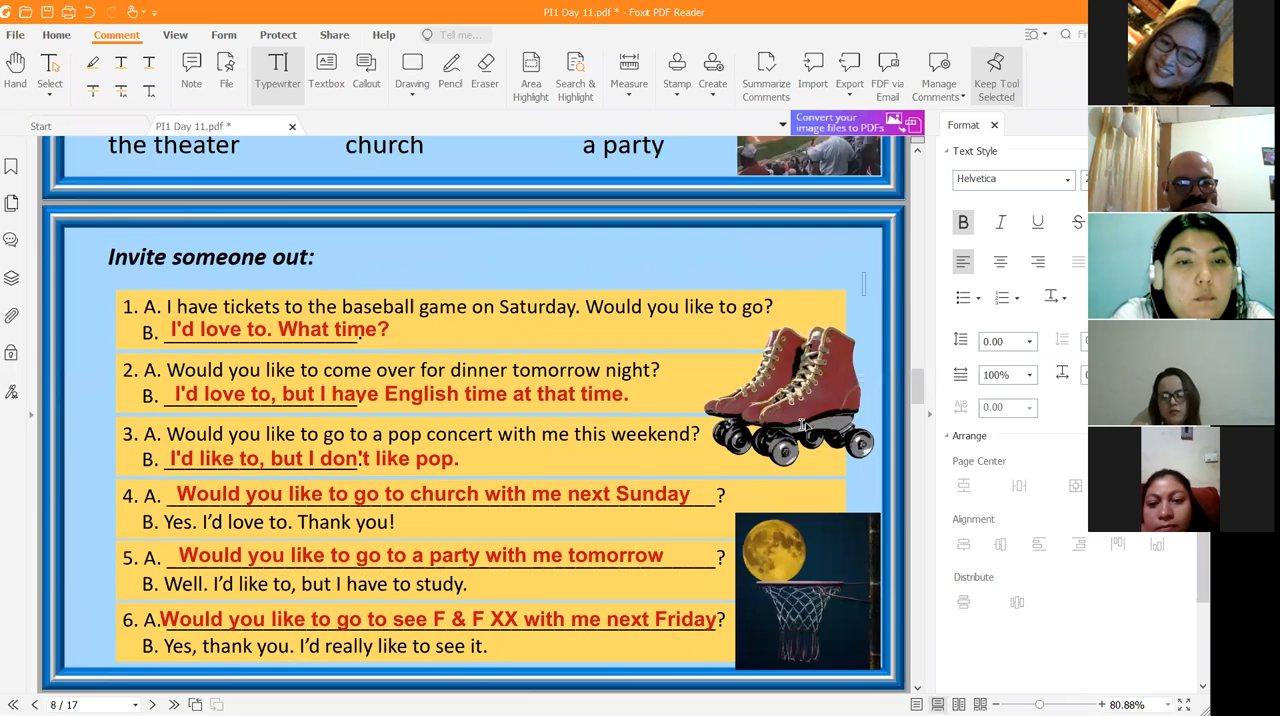 PI1 Day 11.pdf * - Foxit PDF Reader
File Home Comment View Form Protect Share Help Tell me...
Hand Select Note File Typewriter Textbox Callout Drawing Pencil Eraser Area Highlight Search & Highlight Measure Stamp Create Summarize Comments Import Export FDF via Email Manage Comments Keep Tool Selected
Start PI1 Day 11.pdf * Convert your image files to PDFs
the theater church a party
Invite someone out:
1. A. I have tickets to the baseball game on Saturday. Would you like to go?
B. I'd love to. What time?
2. A. Would you like to come over for dinner tomorrow night?
B. I'd love to, but I have English time at that time.
3. A. Would you like to go to a pop concert with me this weekend?
B. I'd like to, but I don't like pop.
4. A. Would you like to go to church with me next Sunday?
B. Yes. I'd love to. Thank you!
5. A. Would you like to go to a party with me tomorrow?
B. Well. I'd like to, but I have to study.
6. A. Would you like to go to see F & F XX with me next Friday?
B. Yes, thank you. I'd really like to see it.
Format
Text Style
Helvetica
B I U S
0.00
100%
0.00
Arrange
Page Center
Alignment
Distribute
8 / 17
80.88%